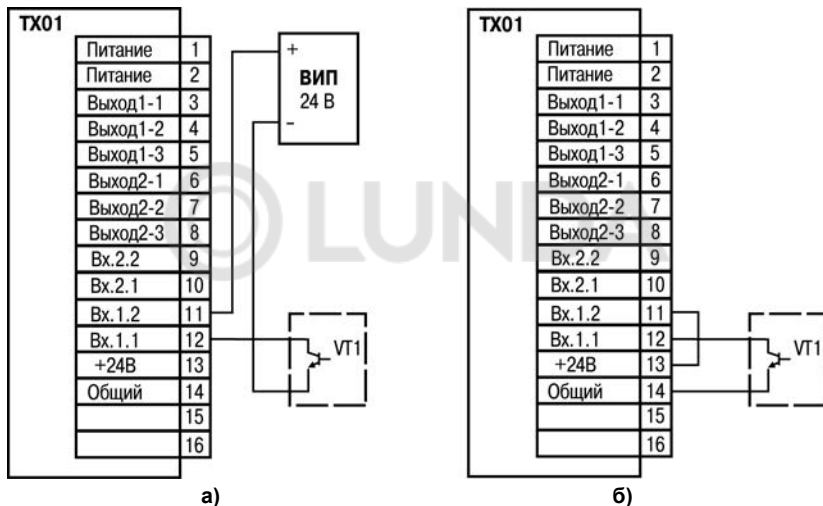 TX01
Питание 1
Питание 2
Выход1-1 3
Выход1-2 4
Выход1-3 5
Выход2-1 6
Выход2-2 7
Выход2-3 8
Вх.2.2 9
Вх.2.1 10
Вх.1.2 11
Вх.1.1 12
+24В 13
Общий 14
15
16
+
ВИП
24 В
–
VT1
а)
TX01
Питание 1
Питание 2
Выход1-1 3
Выход1-2 4
Выход1-3 5
Выход2-1 6
Выход2-2 7
Выход2-3 8
Вх.2.2 9
Вх.2.1 10
Вх.1.2 11
Вх.1.1 12
+24В 13
Общий 14
15
16
VT1
б)
LUNDA